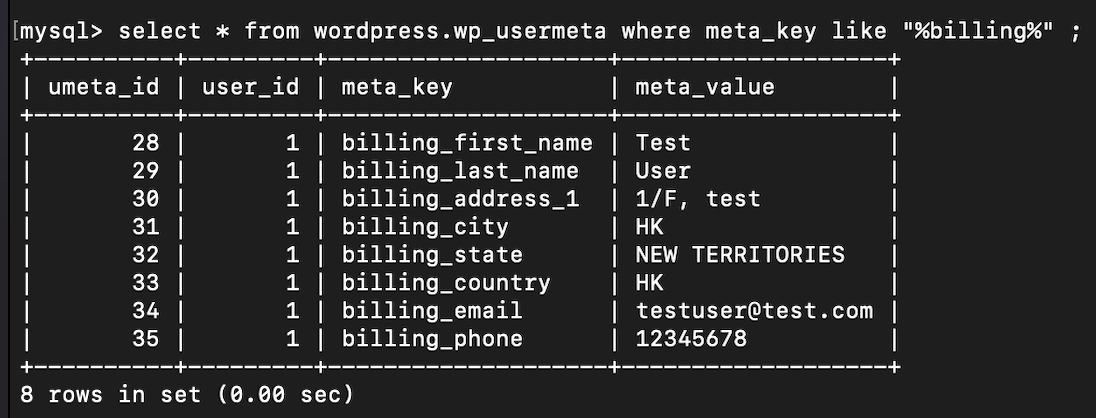 [mysql> select * from wordpress.wp_usermeta where meta_key like "%billing%" ;
+----------+---------+--------------------+-------------------+
| umeta_id | user_id | meta_key           | meta_value        |
+----------+---------+--------------------+-------------------+
|       28 |       1 | billing_first_name | Test              |
|       29 |       1 | billing_last_name  | User              |
|       30 |       1 | billing_address_1  | 1/F, test         |
|       31 |       1 | billing_city       | HK                |
|       32 |       1 | billing_state      | NEW TERRITORIES   |
|       33 |       1 | billing_country    | HK                |
|       34 |       1 | billing_email      | testuser@test.com |
|       35 |       1 | billing_phone      | 12345678          |
+----------+---------+--------------------+-------------------+
8 rows in set (0.00 sec)